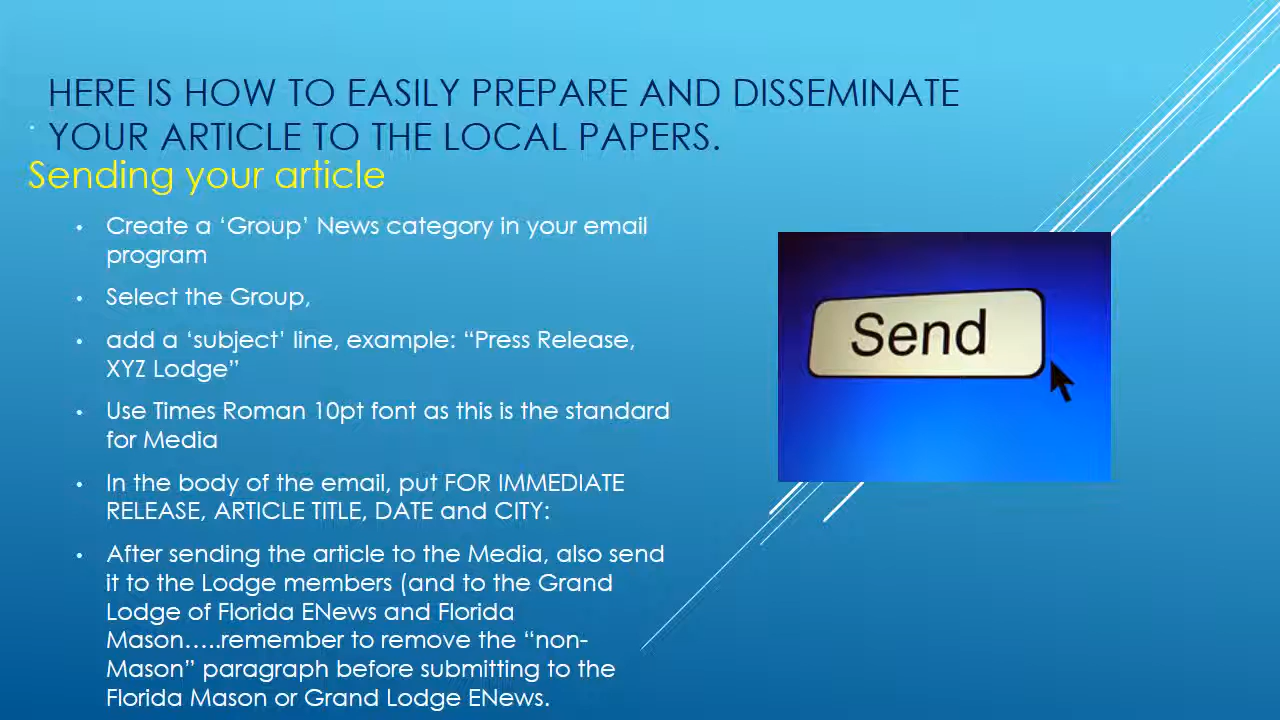 HERE IS HOW TO EASILY PREPARE AND DISSEMINATE
YOUR ARTICLE TO THE LOCAL PAPERS.
Sending your article
• Create a ‘Group’ News category in your email
program
• Select the Group,
• add a ‘subject’ line, example: “Press Release,
XYZ Lodge”
• Use Times Roman 10pt font as this is the standard
for Media
• In the body of the email, put FOR IMMEDIATE
RELEASE, ARTICLE TITLE, DATE and CITY:
• After sending the article to the Media, also send
it to the Lodge members (and to the Grand
Lodge of Florida ENews and Florida
Mason…..remember to remove the “non-
Mason” paragraph before submitting to the
Florida Mason or Grand Lodge ENews.
Send